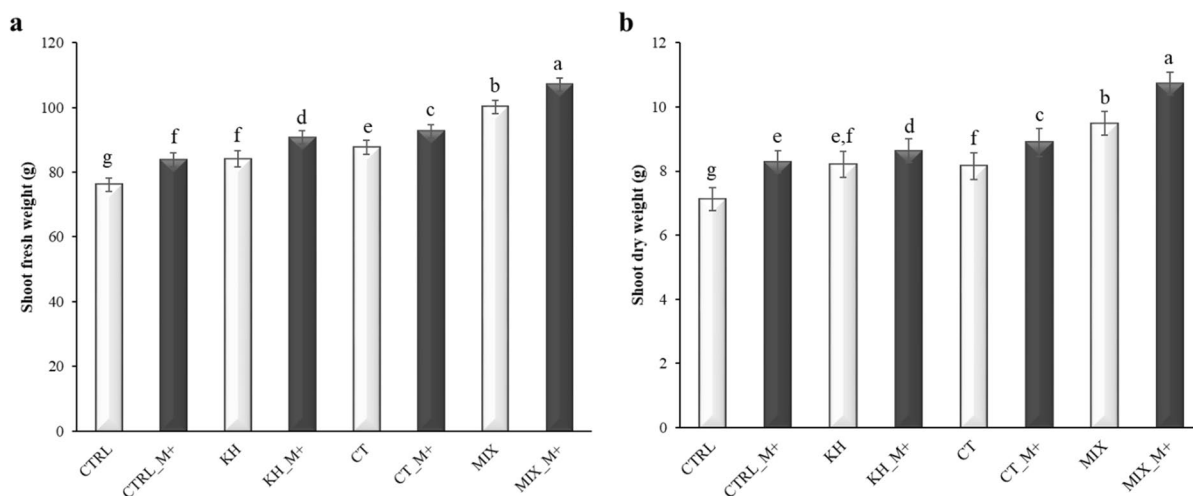 a
Shoot fresh weight (g)
120
100
80
60
40
20
0
g
f
f
d
e
c
b
a
CTRL
CTRL_M+
KH
KH_M+
CT
CT_M+
MIX
MIX_M+
b
Shoot dry weight (g)
12
10
8
6
4
2
0
g
e
e,f
d
f
c
b
a
CTRL
CTRL_M+
KH
KH_M+
CT
CT_M+
MIX
MIX_M+